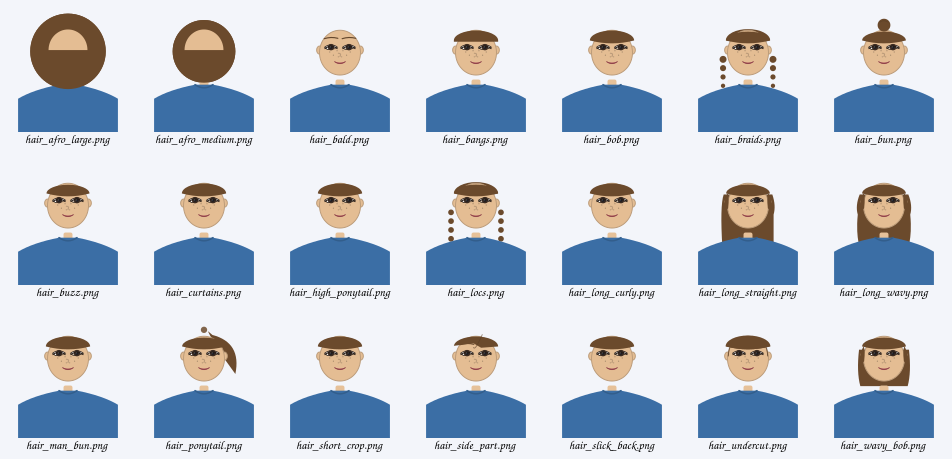 hair_afro_large.png
hair_afro_medium.png
hair_bald.png
hair_bangs.png
hair_bob.png
hair_braids.png
hair_bun.png
hair_buzz.png
hair_curtains.png
hair_high_ponytail.png
hair_locs.png
hair_long_curly.png
hair_long_straight.png
hair_long_wavy.png
hair_man_bun.png
hair_ponytail.png
hair_short_crop.png
hair_side_part.png
hair_slick_back.png
hair_undercut.png
hair_wavy_bob.png